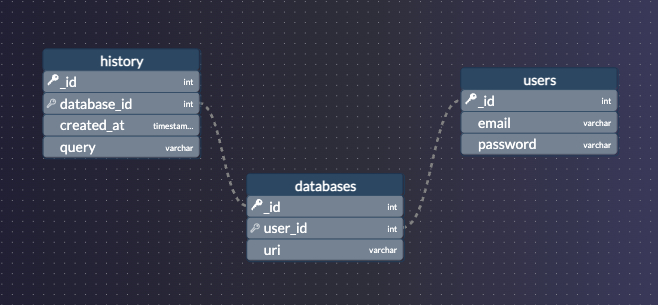 history
_id int
database_id int
created_at timestam...
query varchar
users
_id int
email varchar
password varchar
databases
_id int
user_id int
uri varchar